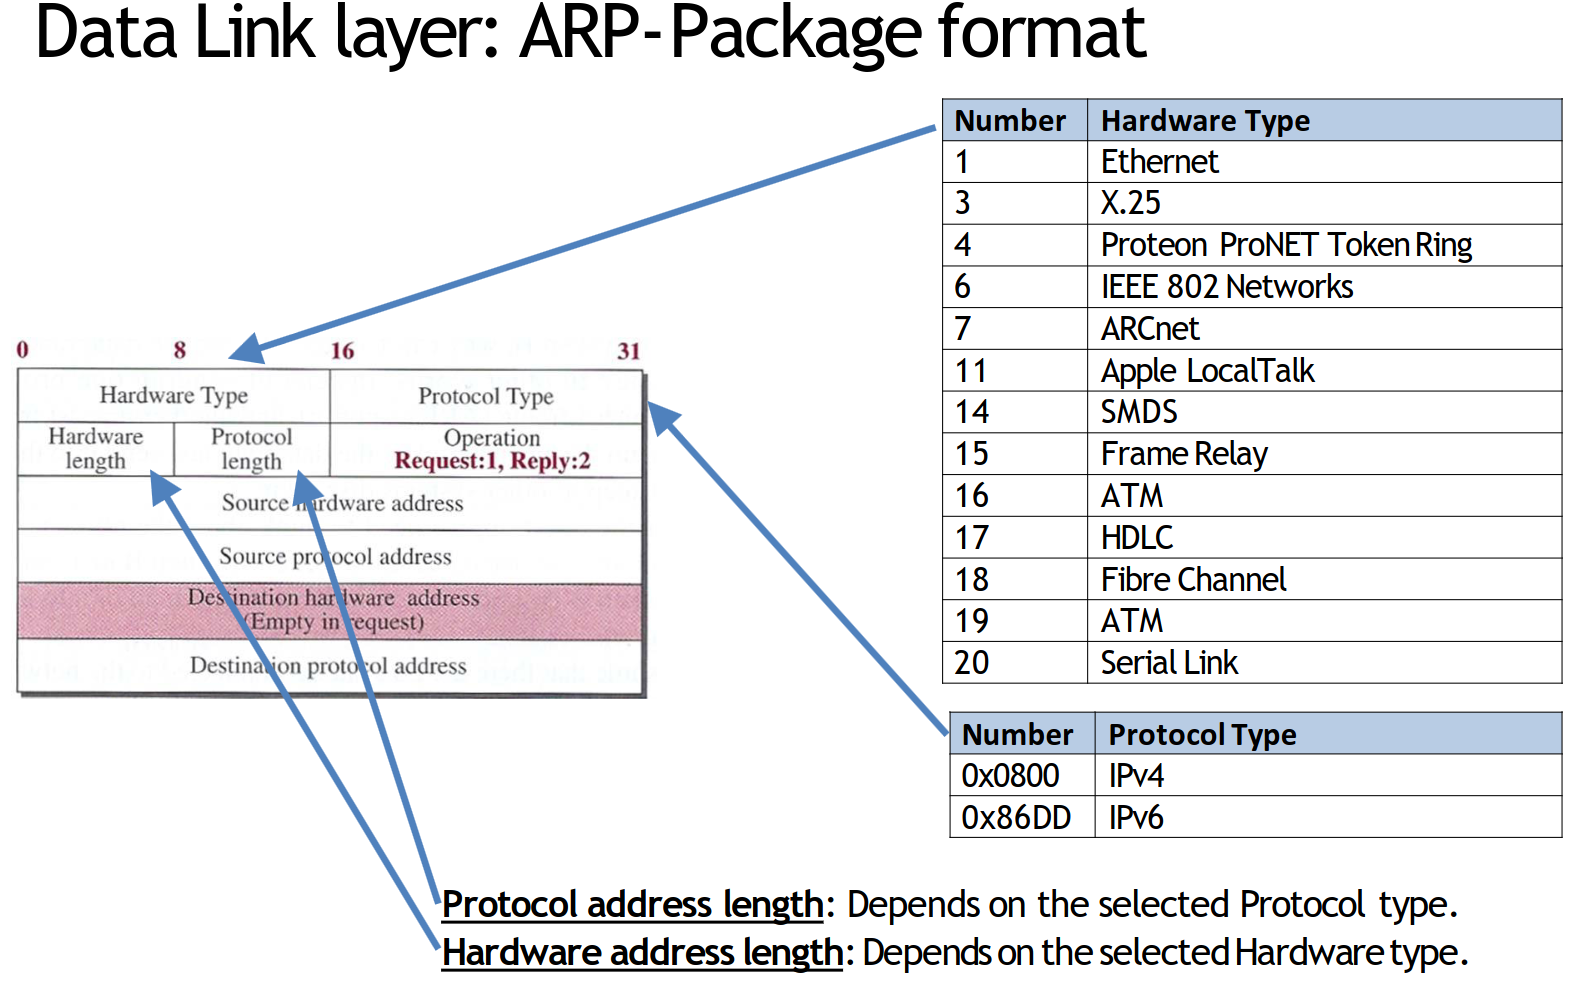 Data Link layer: ARP-Package format
Number Hardware Type
1 Ethernet
3 X.25
4 Proteon ProNET Token Ring
6 IEEE 802 Networks
7 ARCnet
11 Apple LocalTalk
14 SMDS
15 Frame Relay
16 ATM
17 HDLC
18 Fibre Channel
19 ATM
20 Serial Link
0 8 16 31
Hardware Type Protocol Type
Hardware length Protocol length Operation
Request:1, Reply:2
Source hardware address
Source protocol address
Destination hardware address
(Empty in request)
Destination protocol address
Number Protocol Type
0x0800 IPv4
0x86DD IPv6
Protocol address length: Depends on the selected Protocol type.
Hardware address length: Depends on the selected Hardware type.